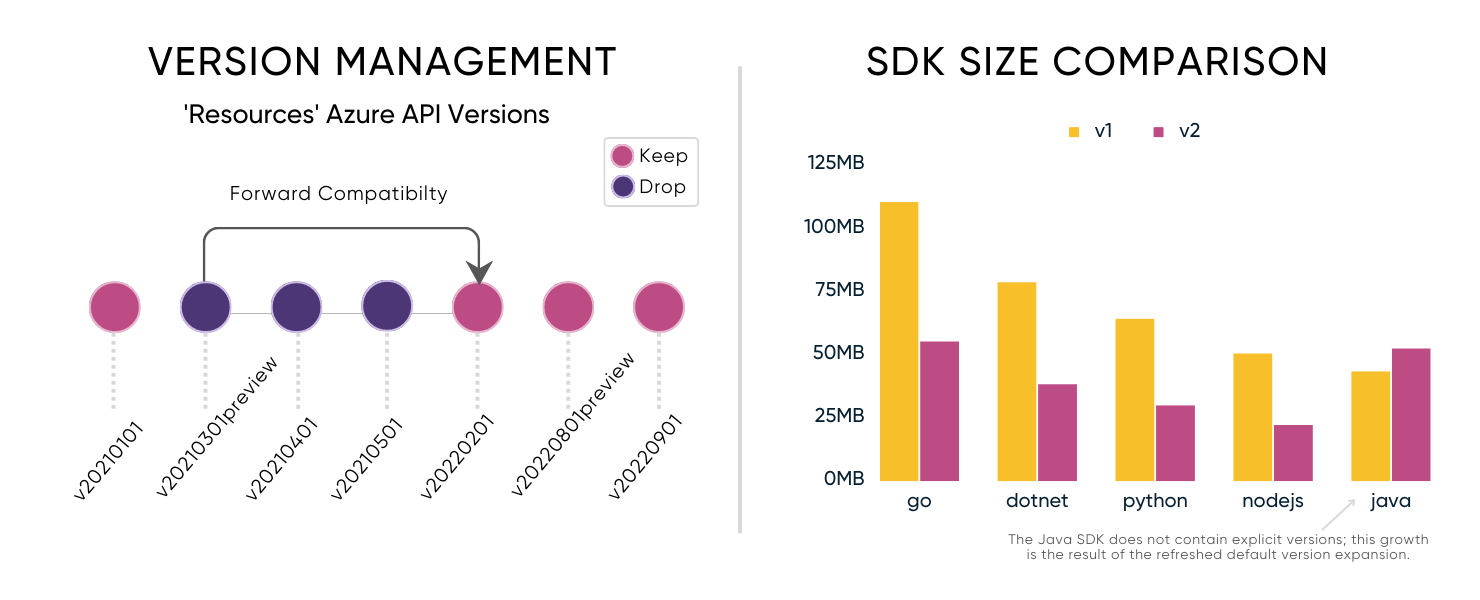 VERSION MANAGEMENT
'Resources' Azure API Versions
Keep
Drop
Forward Compatibilty
v20210101
v20210301preview
v20210401
v20210501
v20220201
v20220801preview
v20220901
SDK SIZE COMPARISON
v1 v2
125MB
100MB
75MB
50MB
25MB
0MB
go dotnet python nodejs java
The Java SDK does not contain explicit versions; this growth
is the result of the refreshed default version expansion.